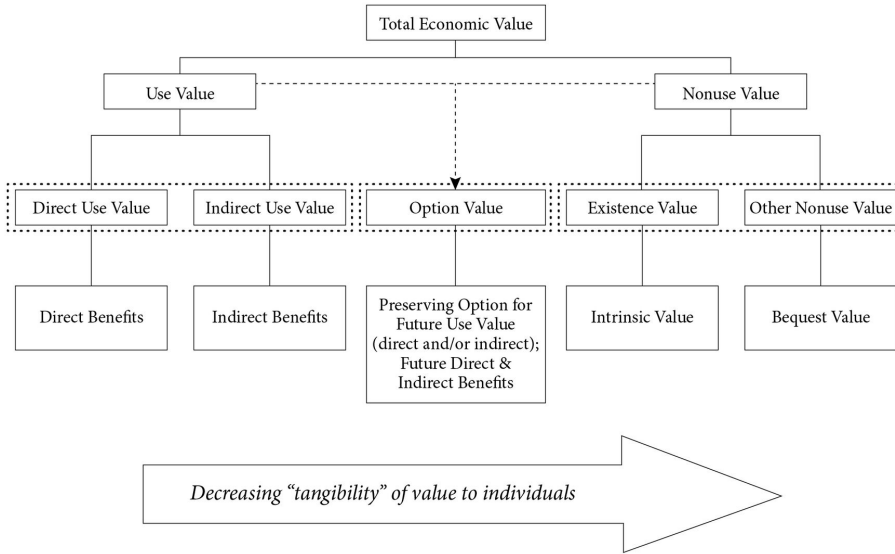 Total Economic Value
Use Value
Nonuse Value
Direct Use Value
Indirect Use Value
Option Value
Existence Value
Other Nonuse Value
Direct Benefits
Indirect Benefits
Preserving Option for
Future Use Value
(direct and/or indirect);
Future Direct &
Indirect Benefits
Intrinsic Value
Bequest Value
Decreasing “tangibility” of value to individuals